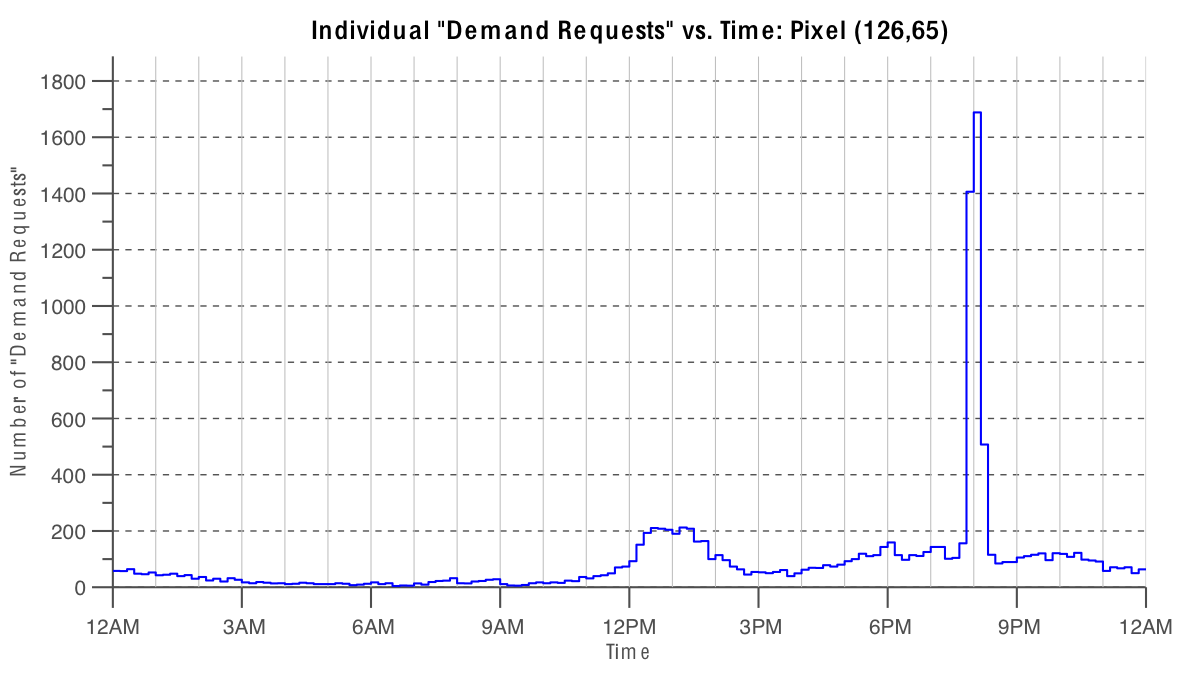 Individual "Demand Requests" vs. Time: Pixel (126,65)
Number of "Demand Requests"
1800
1600
1400
1200
1000
800
600
400
200
0
12AM 3AM 6AM 9AM 12PM 3PM 6PM 9PM 12AM
Time